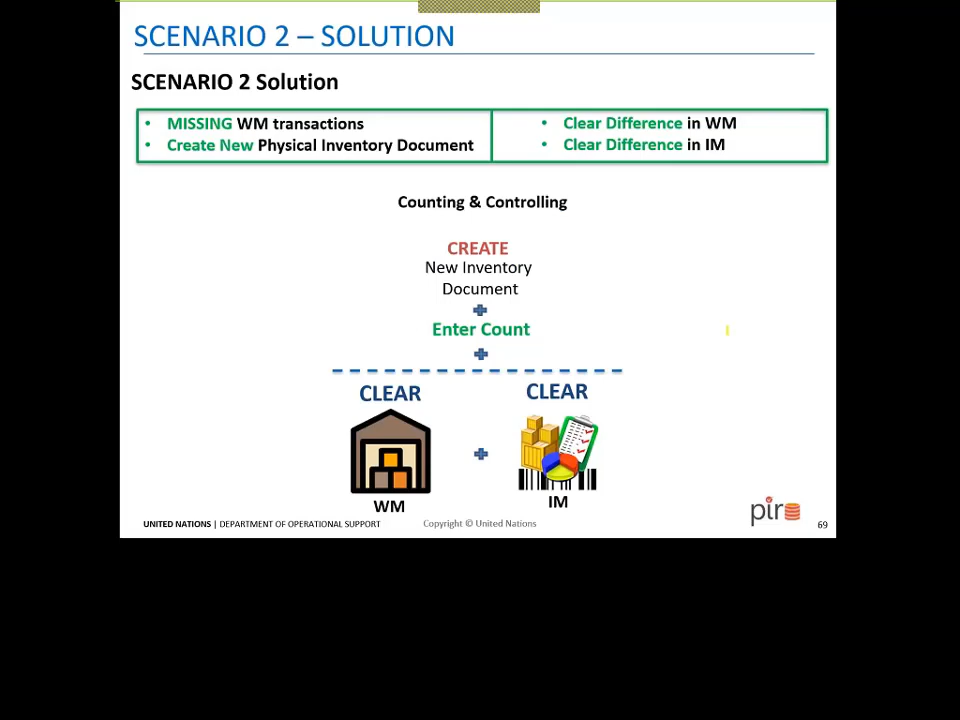 SCENARIO 2 – SOLUTION
SCENARIO 2 Solution
• MISSING WM transactions
• Create New Physical Inventory Document
• Clear Difference in WM
• Clear Difference in IM
Counting & Controlling
CREATE
New Inventory
Document
Enter Count
CLEAR
CLEAR
WM
IM
UNITED NATIONS | DEPARTMENT OF OPERATIONAL SUPPORT
Copyright © United Nations
pir
69